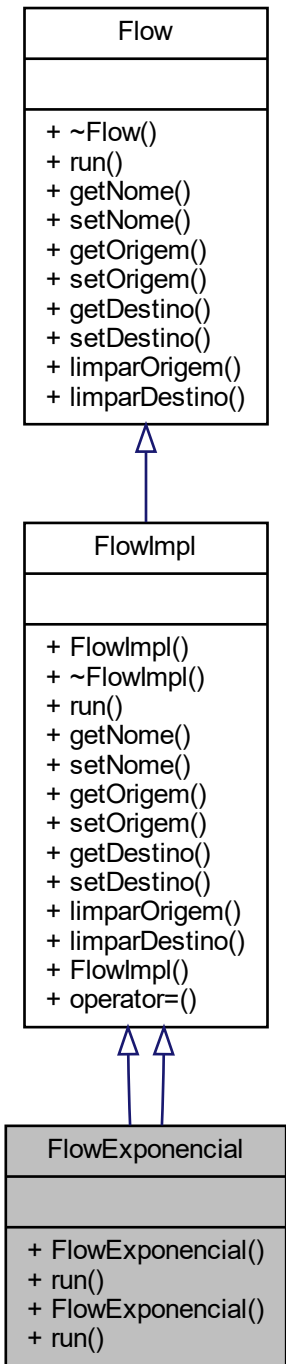 Flow
+ ~Flow()
+ run()
+ getNome()
+ setNome()
+ getOrigem()
+ setOrigem()
+ getDestino()
+ setDestino()
+ limparOrigem()
+ limparDestino()
FlowImpl
+ FlowImpl()
+ ~FlowImpl()
+ run()
+ getNome()
+ setNome()
+ getOrigem()
+ setOrigem()
+ getDestino()
+ setDestino()
+ limparOrigem()
+ limparDestino()
+ FlowImpl()
+ operator=()
FlowExponencial
+ FlowExponencial()
+ run()
+ FlowExponencial()
+ run()